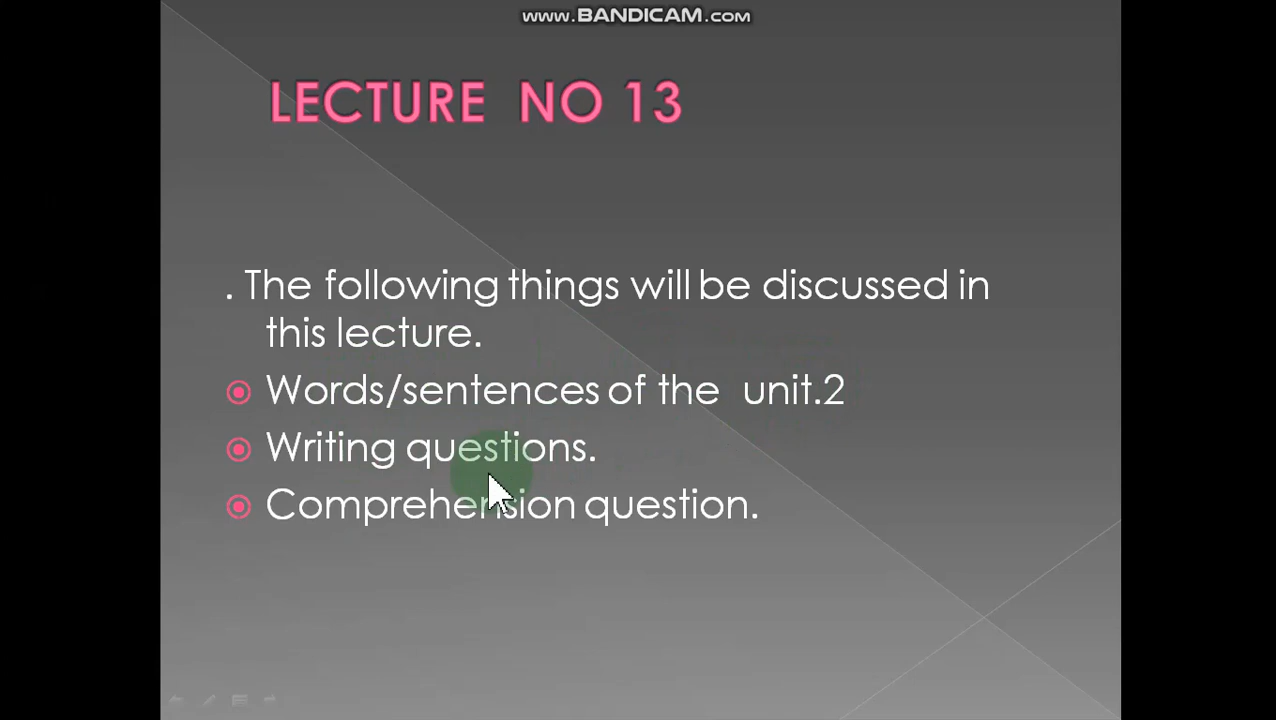 www.BANDICAM.com
LECTURE NO 13
. The following things will be discussed in
this lecture.
Words/sentences of the unit.2
Writing questions.
Comprehension question.